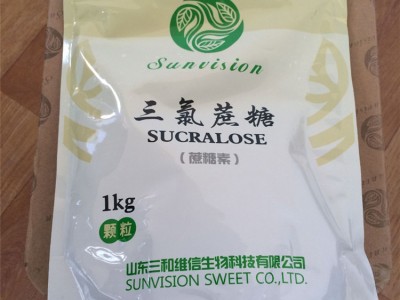 Sunvision
三氯蔗糖
SUCRALOSE
(蔗糖素)
1kg
颗粒
山东三和维信生物科技有限公司
SUNVISION SWEET CO.,LTD.